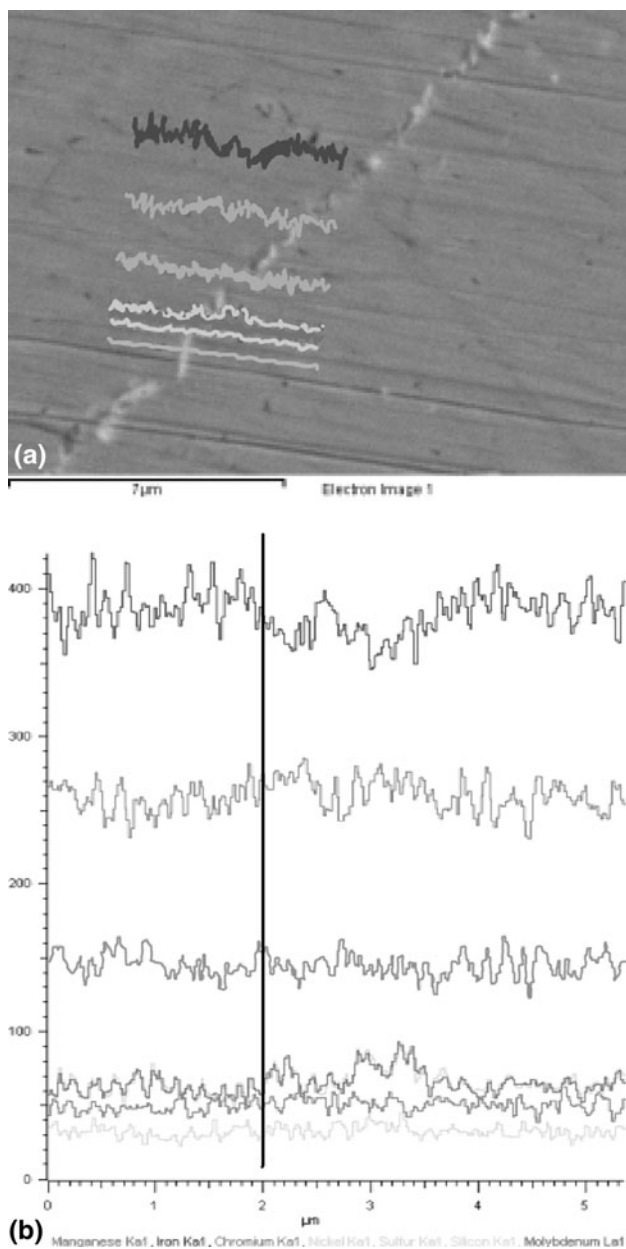 (a)
7µm Electron Image 1
400
300
200
100
0
0 1 2 3 4 5
µm
(b)
Manganese Ka1, Iron Ka1, Chromium Ka1, Nickel Ka1, Sulfur Ka1, Silicon Ka1, Molybdenum La1